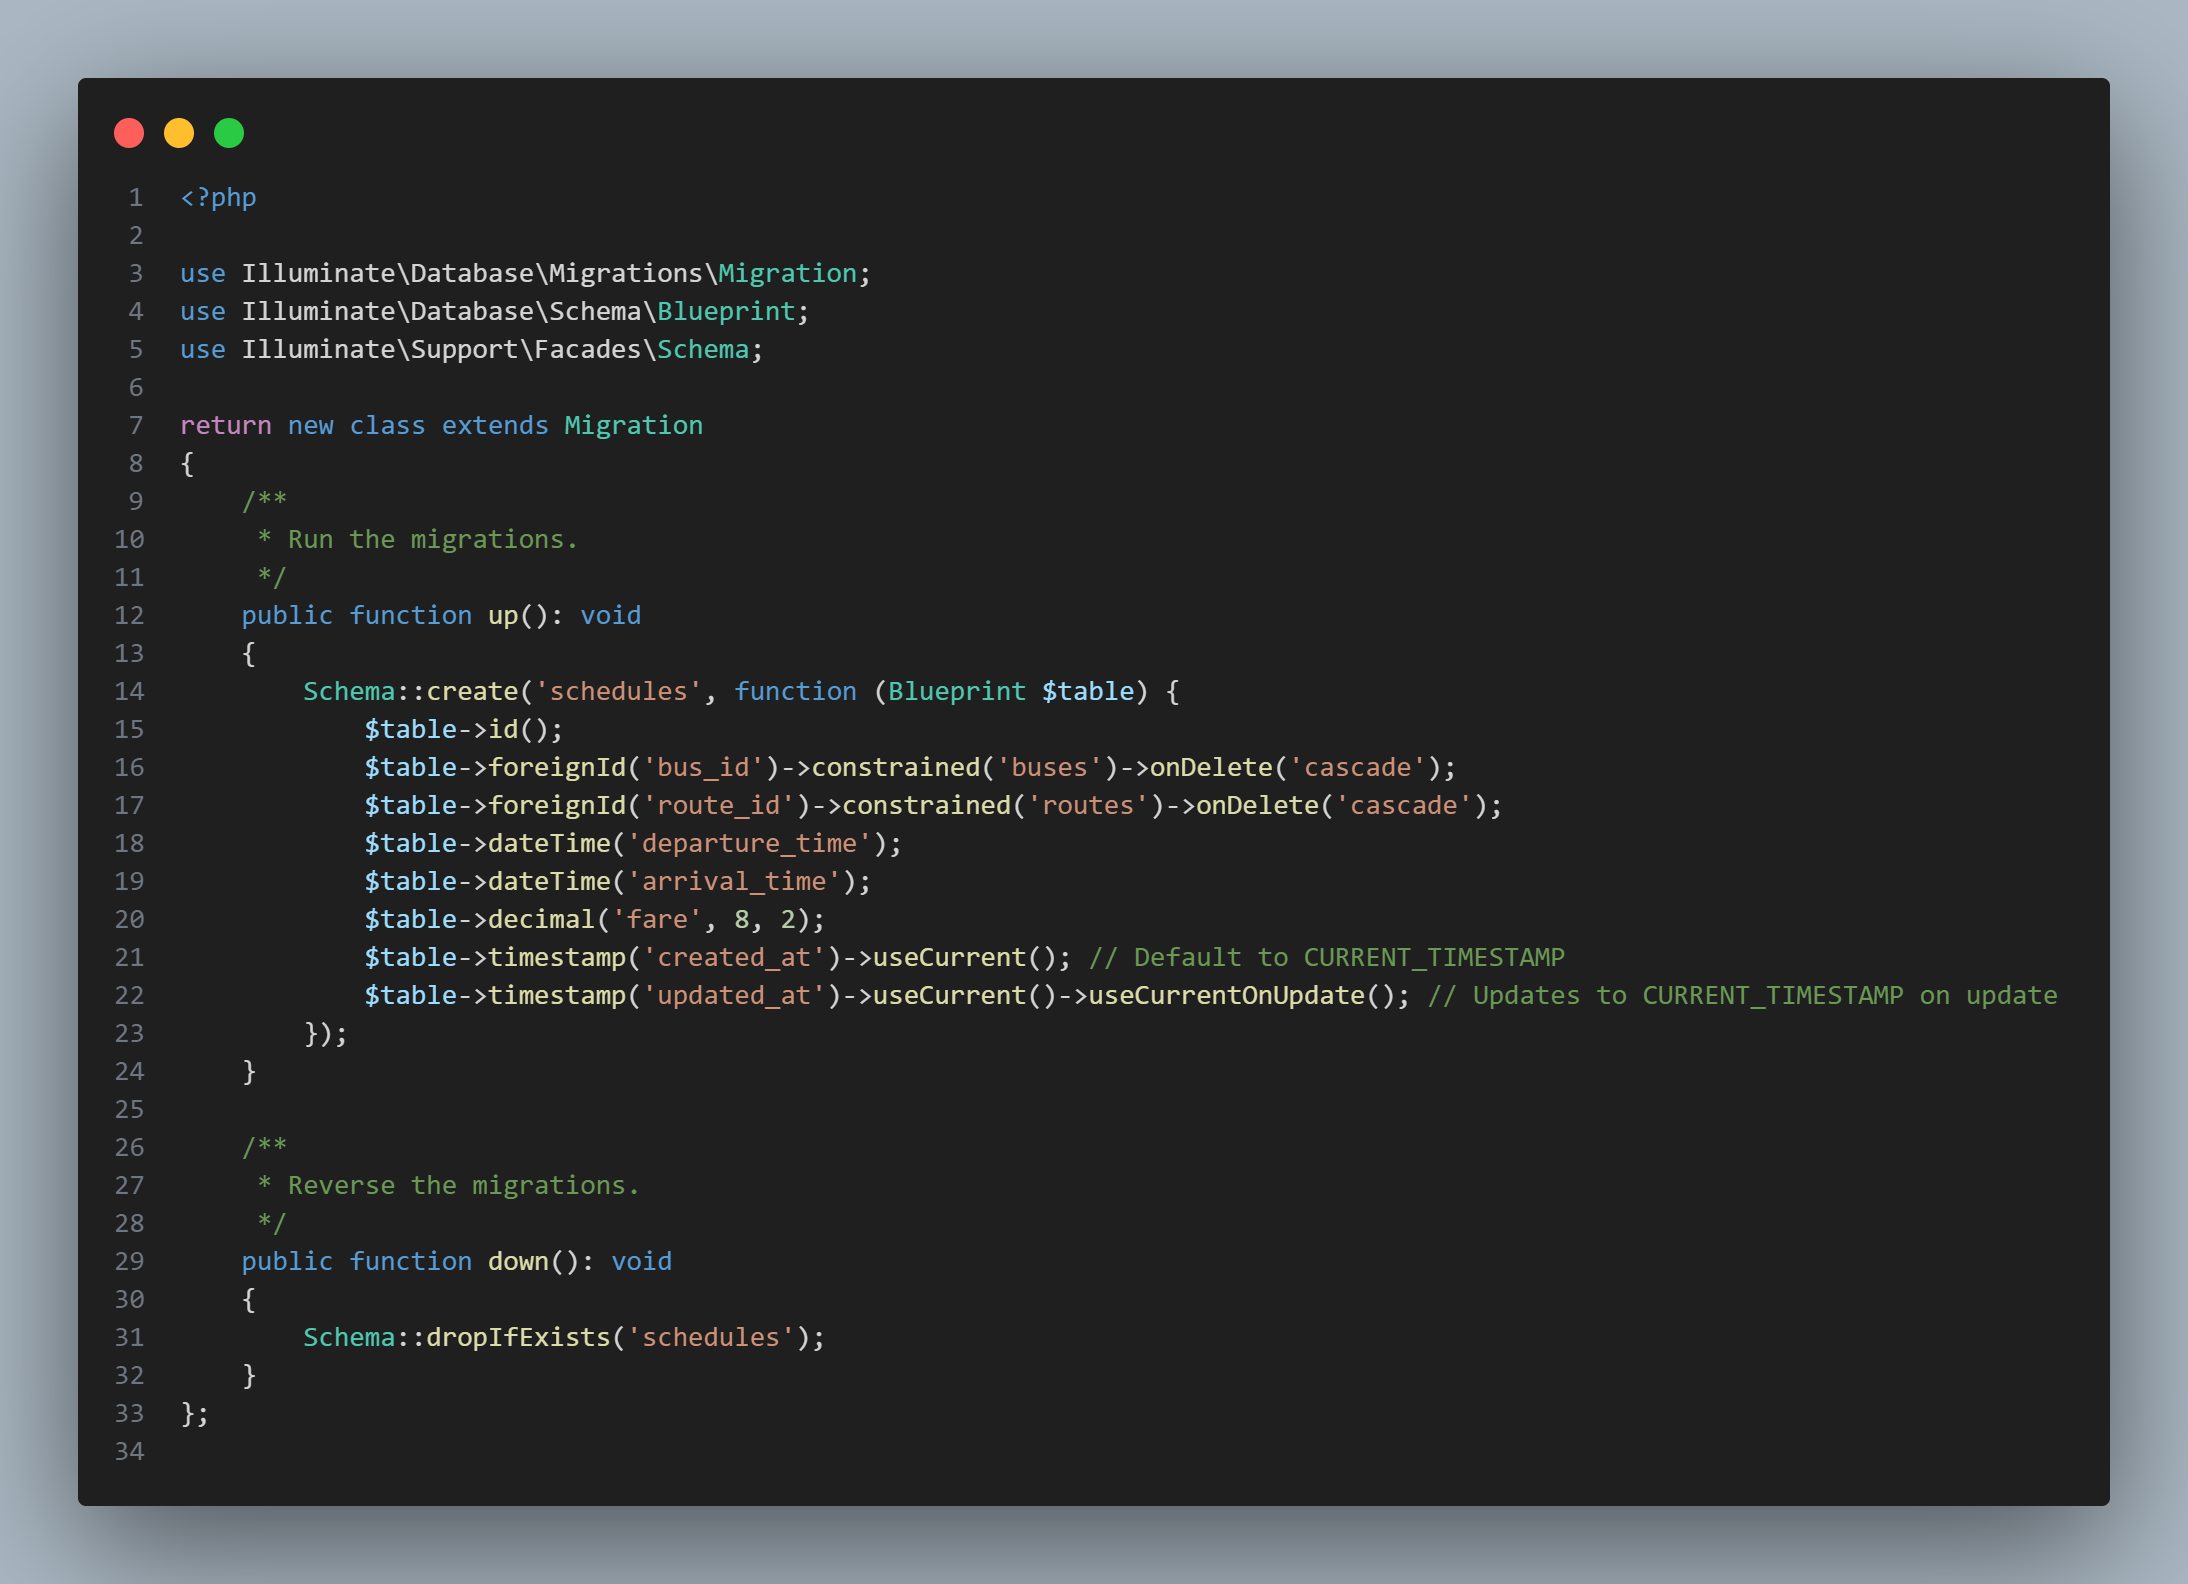 1 <?php
2
3 use Illuminate\Database\Migrations\Migration;
4 use Illuminate\Database\Schema\Blueprint;
5 use Illuminate\Support\Facades\Schema;
6
7 return new class extends Migration
8 {
9     /**
10      * Run the migrations.
11      */
12     public function up(): void
13     {
14         Schema::create('schedules', function (Blueprint $table) {
15             $table->id();
16             $table->foreignId('bus_id')->constrained('buses')->onDelete('cascade');
17             $table->foreignId('route_id')->constrained('routes')->onDelete('cascade');
18             $table->dateTime('departure_time');
19             $table->dateTime('arrival_time');
20             $table->decimal('fare', 8, 2);
21             $table->timestamp('created_at')->useCurrent(); // Default to CURRENT_TIMESTAMP
22             $table->timestamp('updated_at')->useCurrent()->useCurrentOnUpdate(); // Updates to CURRENT_TIMESTAMP on update
23         });
24     }
25
26     /**
27      * Reverse the migrations.
28      */
29     public function down(): void
30     {
31         Schema::dropIfExists('schedules');
32     }
33 };
34